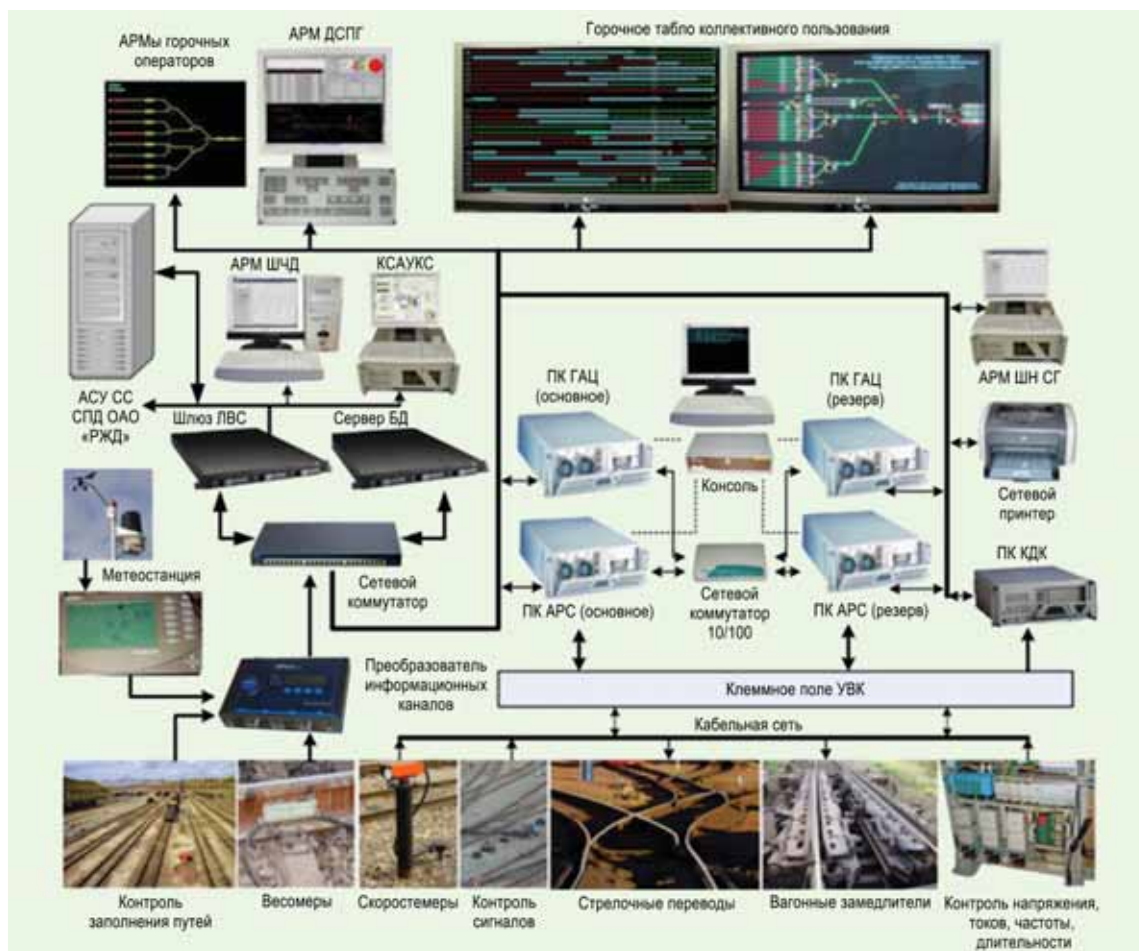 АРМы горочных
операторов
АРМ ДСПГ
Горочное табло коллективного пользования
АРМ ШЧД
КСАУКС
АСУ СС
СПД ОАО
«РЖД»
Шлюз ЛВС
Сервер БД
ПК ГАЦ
(основное)
ПК ГАЦ
(резерв)
АРМ ШН СГ
Консоль
Сетевой
принтер
Метеостанция
Сетевой
коммутатор
ПК АРС (основное)
Сетевой
коммутатор
10/100
ПК АРС (резерв)
ПК КДК
Преобразователь
информационных
каналов
Клеммное поле УВК
Кабельная сеть
Контроль
заполнения путей
Весомеры
Скоростемеры
Контроль
сигналов
Стрелочные переводы
Вагонные замедлители
Контроль напряжения,
токов, частоты,
длительности